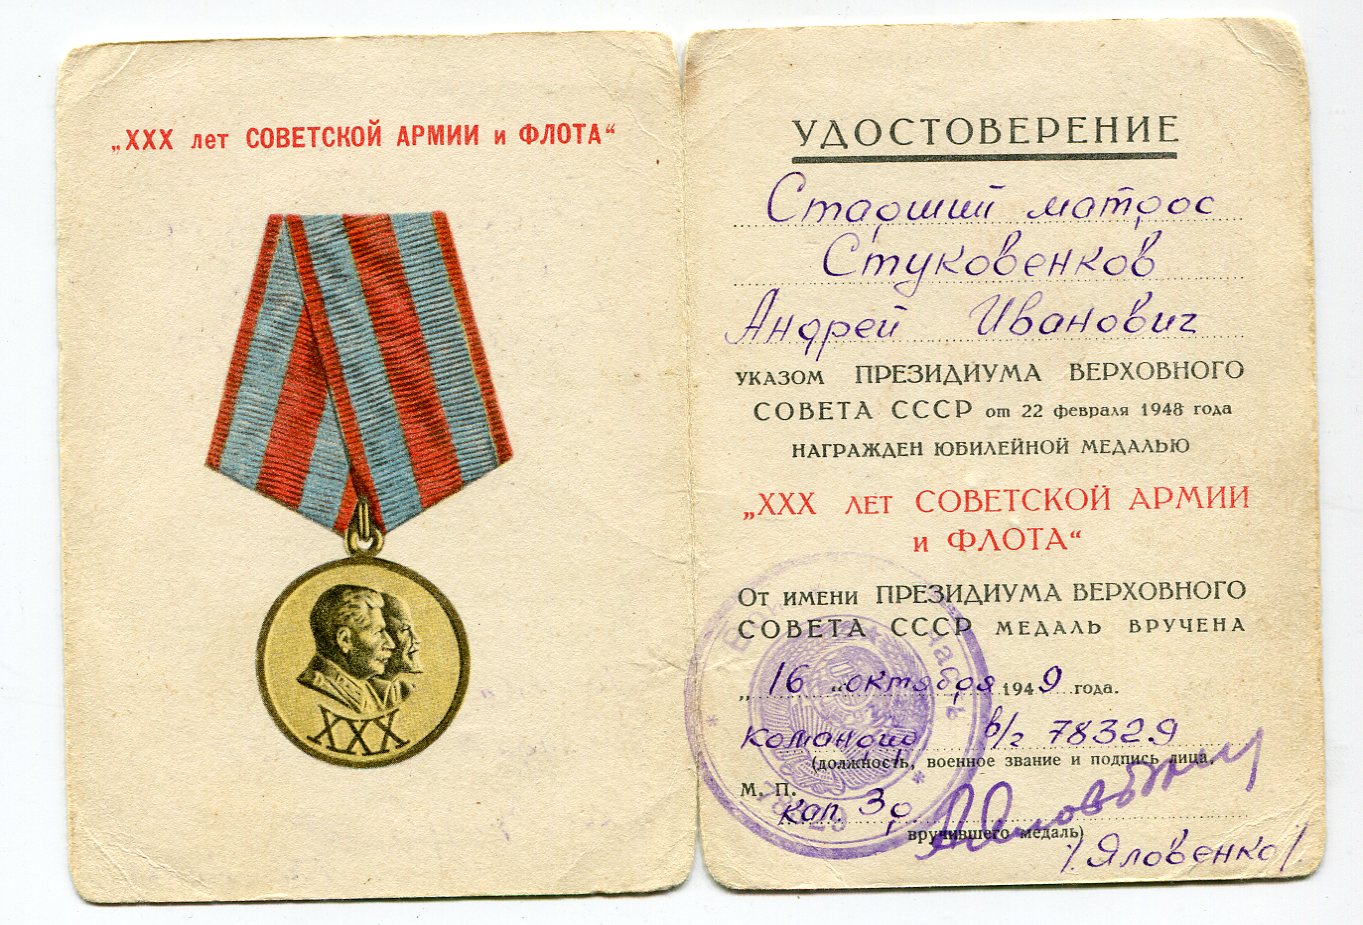 „XXX лет СОВЕТСКОЙ АРМИИ и ФЛОТА“
XXX
УДОСТОВЕРЕНИЕ
Старший матрос
Стуковенков
Андрей Иванович
УКАЗОМ ПРЕЗИДИУМА ВЕРХОВНОГО
СОВЕТА СССР от 22 февраля 1948 года
НАГРАЖДЕН ЮБИЛЕЙНОЙ МЕДАЛЬЮ
„XXX ЛЕТ СОВЕТСКОЙ АРМИИ
и ФЛОТА“
От имени ПРЕЗИДИУМА ВЕРХОВНОГО
СОВЕТА СССР МЕДАЛЬ ВРУЧЕНА
„16 “ октября 1949 года.
в/ч 78329
(должность, военное звание и подпись лица,
М. П.
кап. 3 р
вручившего медаль)
/Яловенко/
78329